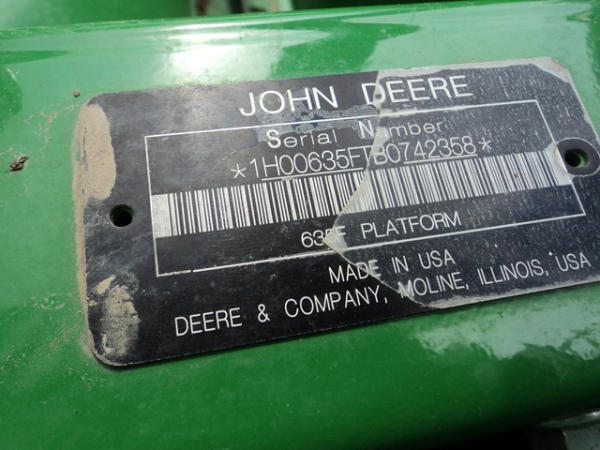 JOHN DEERE
Serial Number
*1H00635FTB0742358*
635F PLATFORM
MADE IN USA
DEERE & COMPANY, MOLINE, ILLINOIS, USA